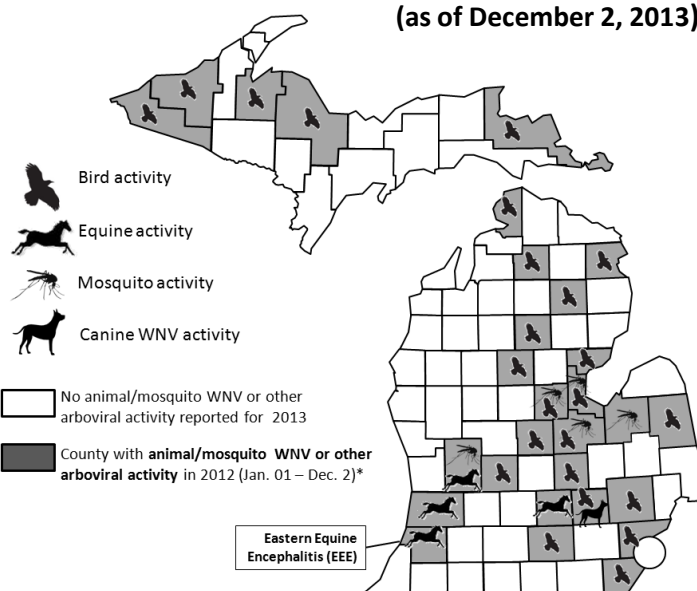 (as of December 2, 2013)
Bird activity
Equine activity
Mosquito activity
Canine WNV activity
No animal/mosquito WNV or other
arboviral activity reported for 2013
County with animal/mosquito WNV or other
arboviral activity in 2012 (Jan. 01 – Dec. 2)*
Eastern Equine
Encephalitis (EEE)